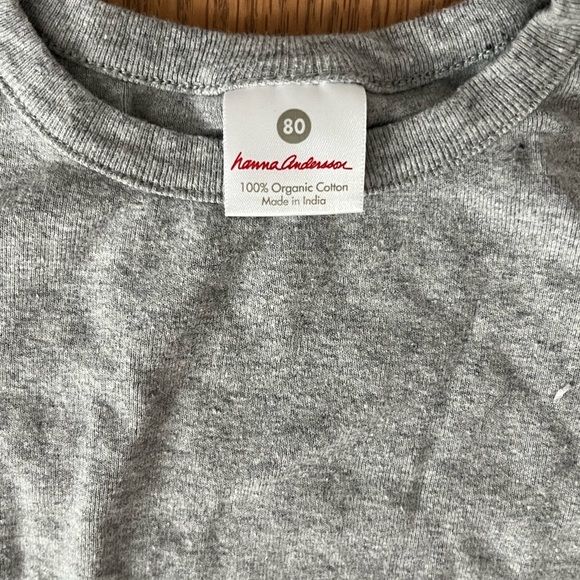 80
hanna andersson
100% Organic Cotton
Made in India